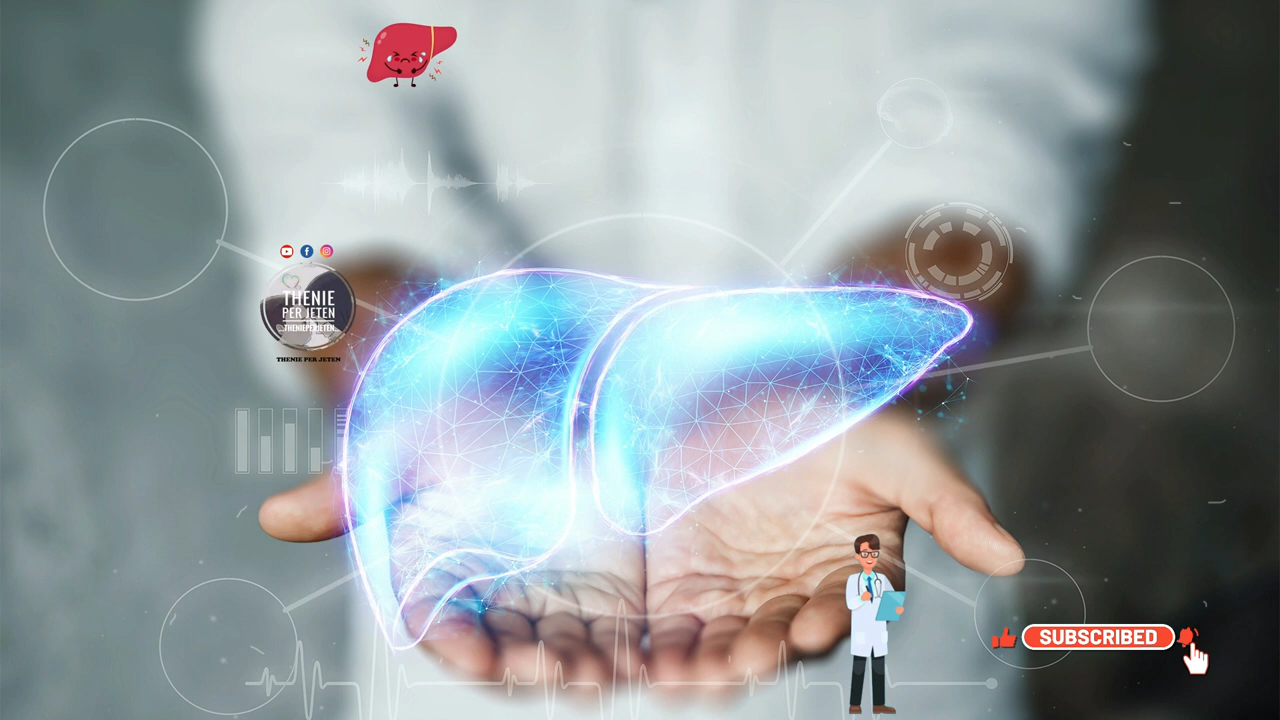 THENIE
PER JETEN
THENIEPERJETEN
THENIE PER JETEN
SUBSCRIBED